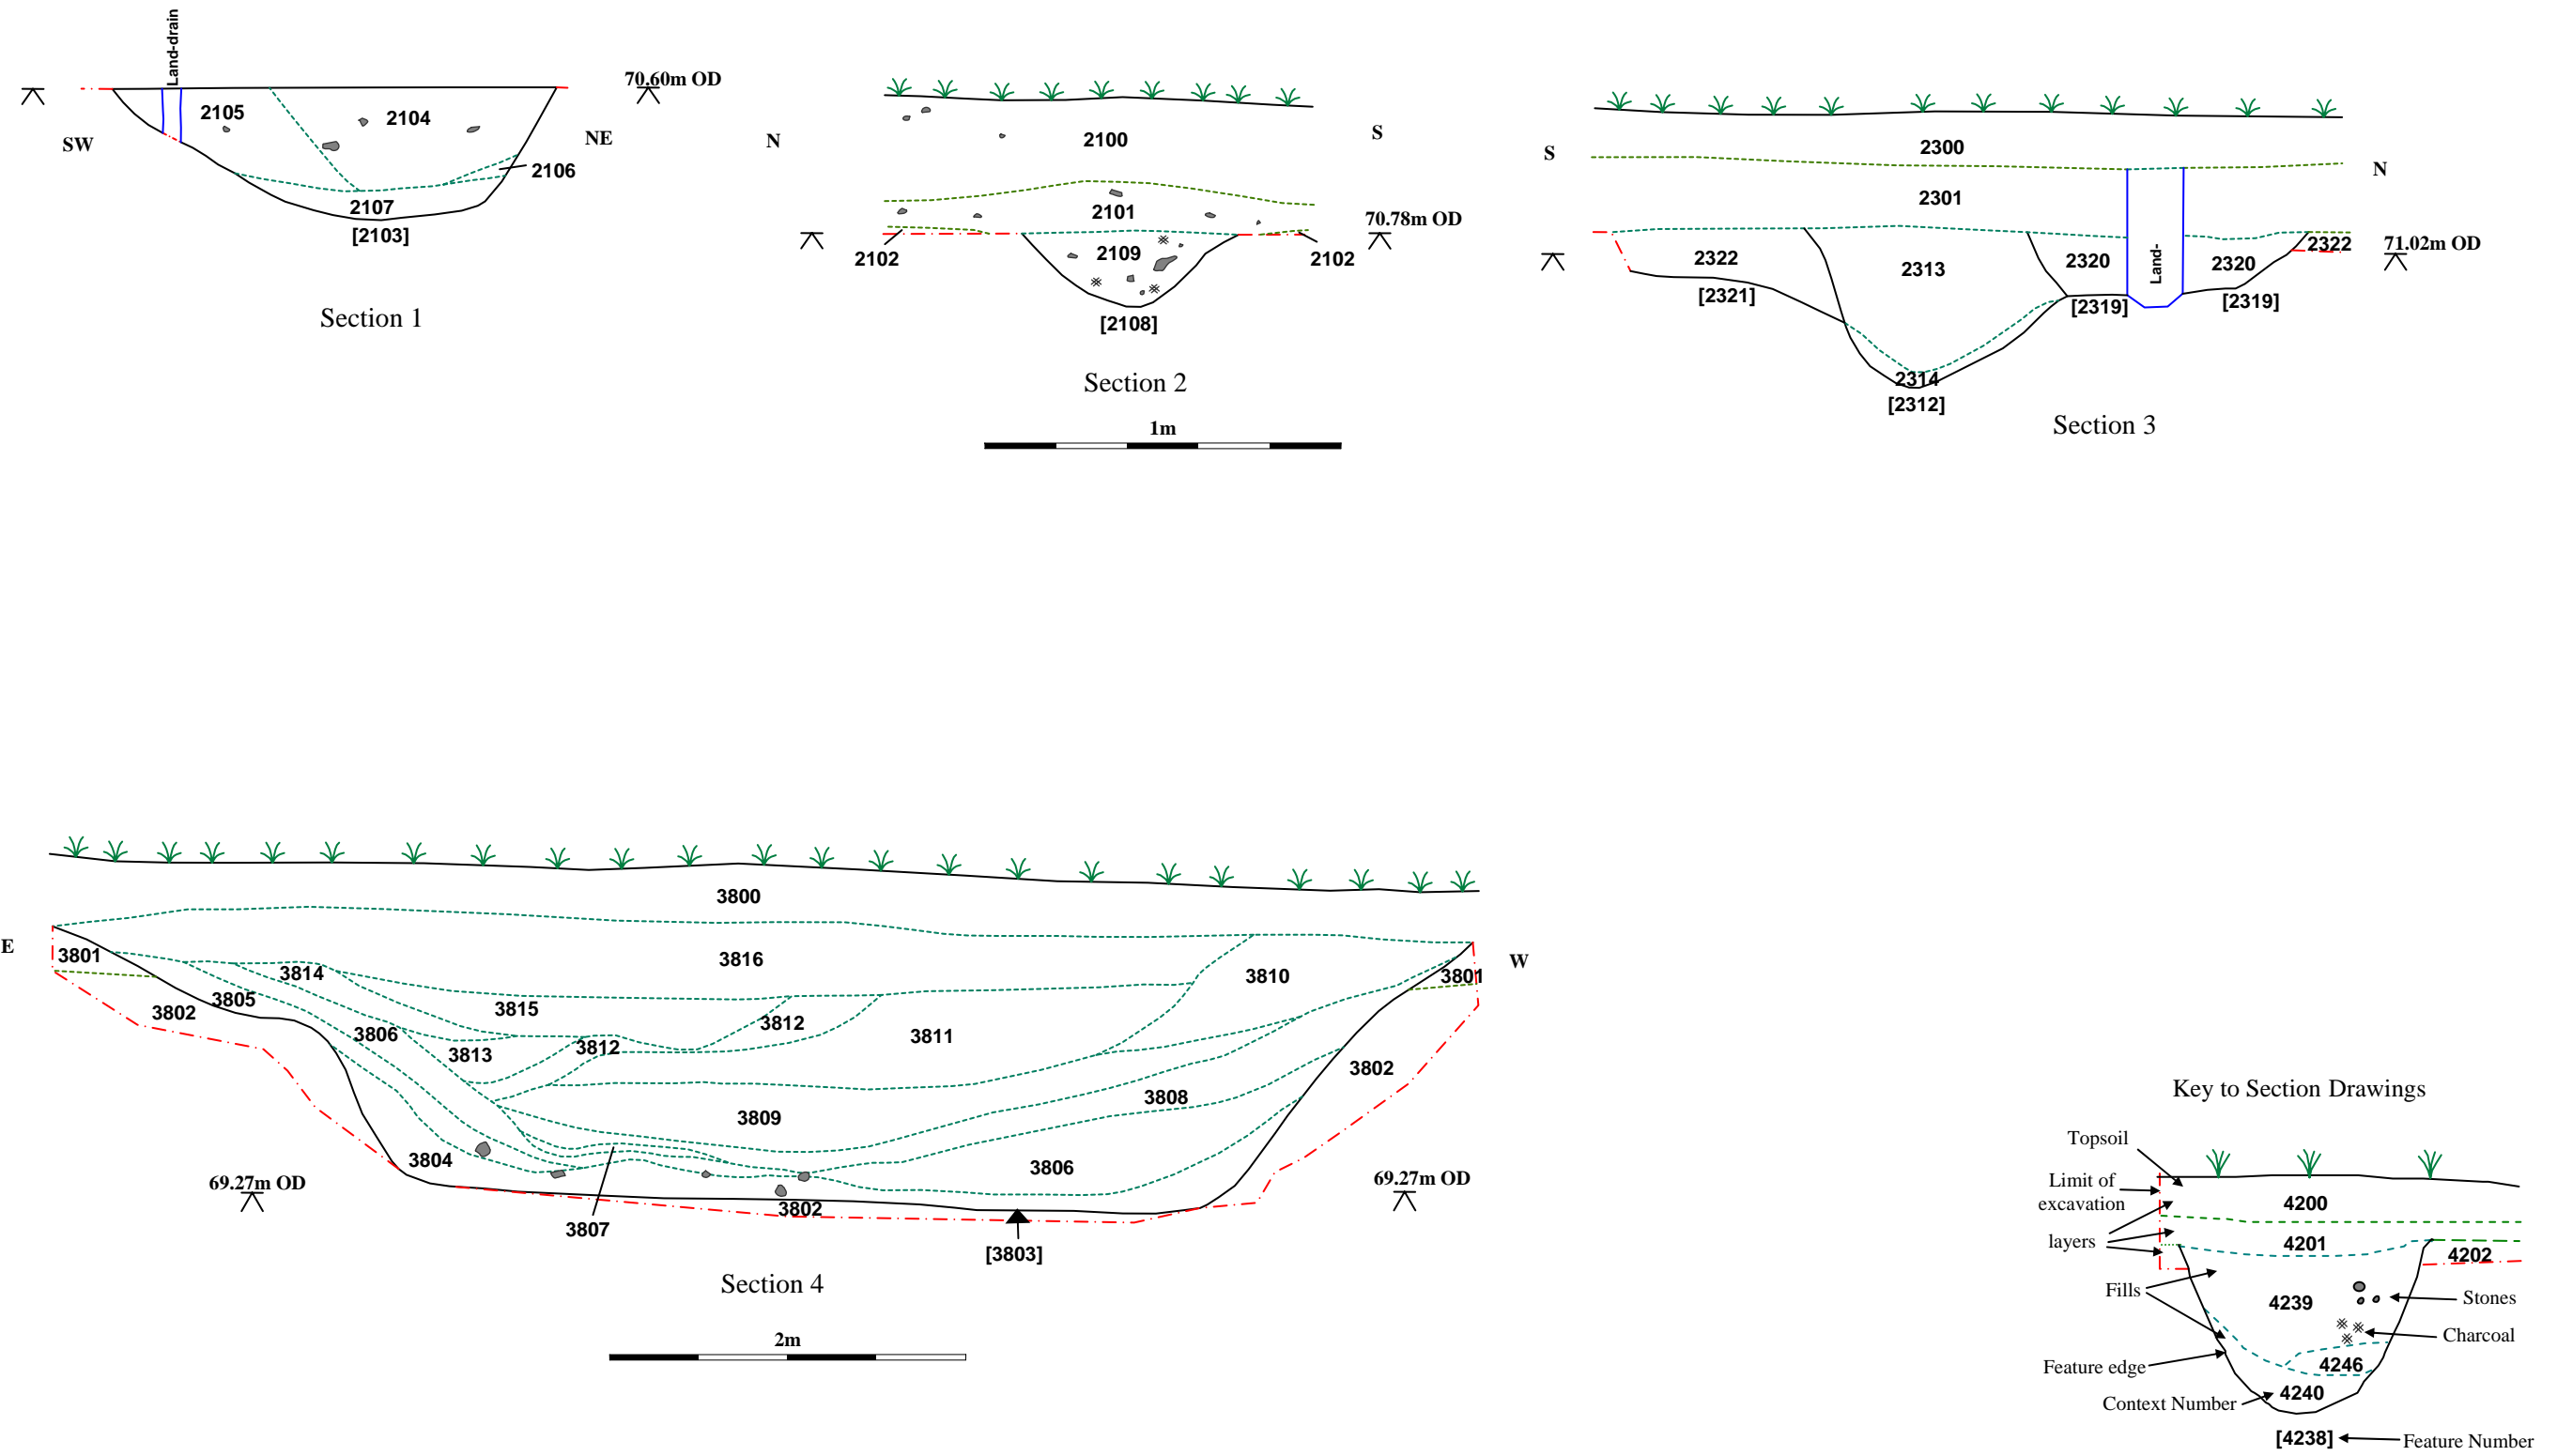 Land-drain
70.60m OD
2105
2104
SW
NE
2106
2107
[2103]
Section 1
N
S
2100
2101
70.78m OD
2109
2102
2102
[2108]
Section 2
1m
S
N
2300
2301
2322
2313
2320
Land-
2320
2322
71.02m OD
[2321]
[2319]
[2319]
2314
[2312]
Section 3
E
W
3800
3801
3816
3810
3801
3814
3805
3802
3815
3806
3812
3811
3813
3812
3802
3809
3808
3804
3806
69.27m OD
69.27m OD
3802
3807
[3803]
Section 4
2m
Key to Section Drawings
Topsoil
Limit of
excavation
4200
layers
4201
4202
Fills
4239
Stones
Charcoal
Feature edge
4246
4240
Context Number
[4238]
Feature Number